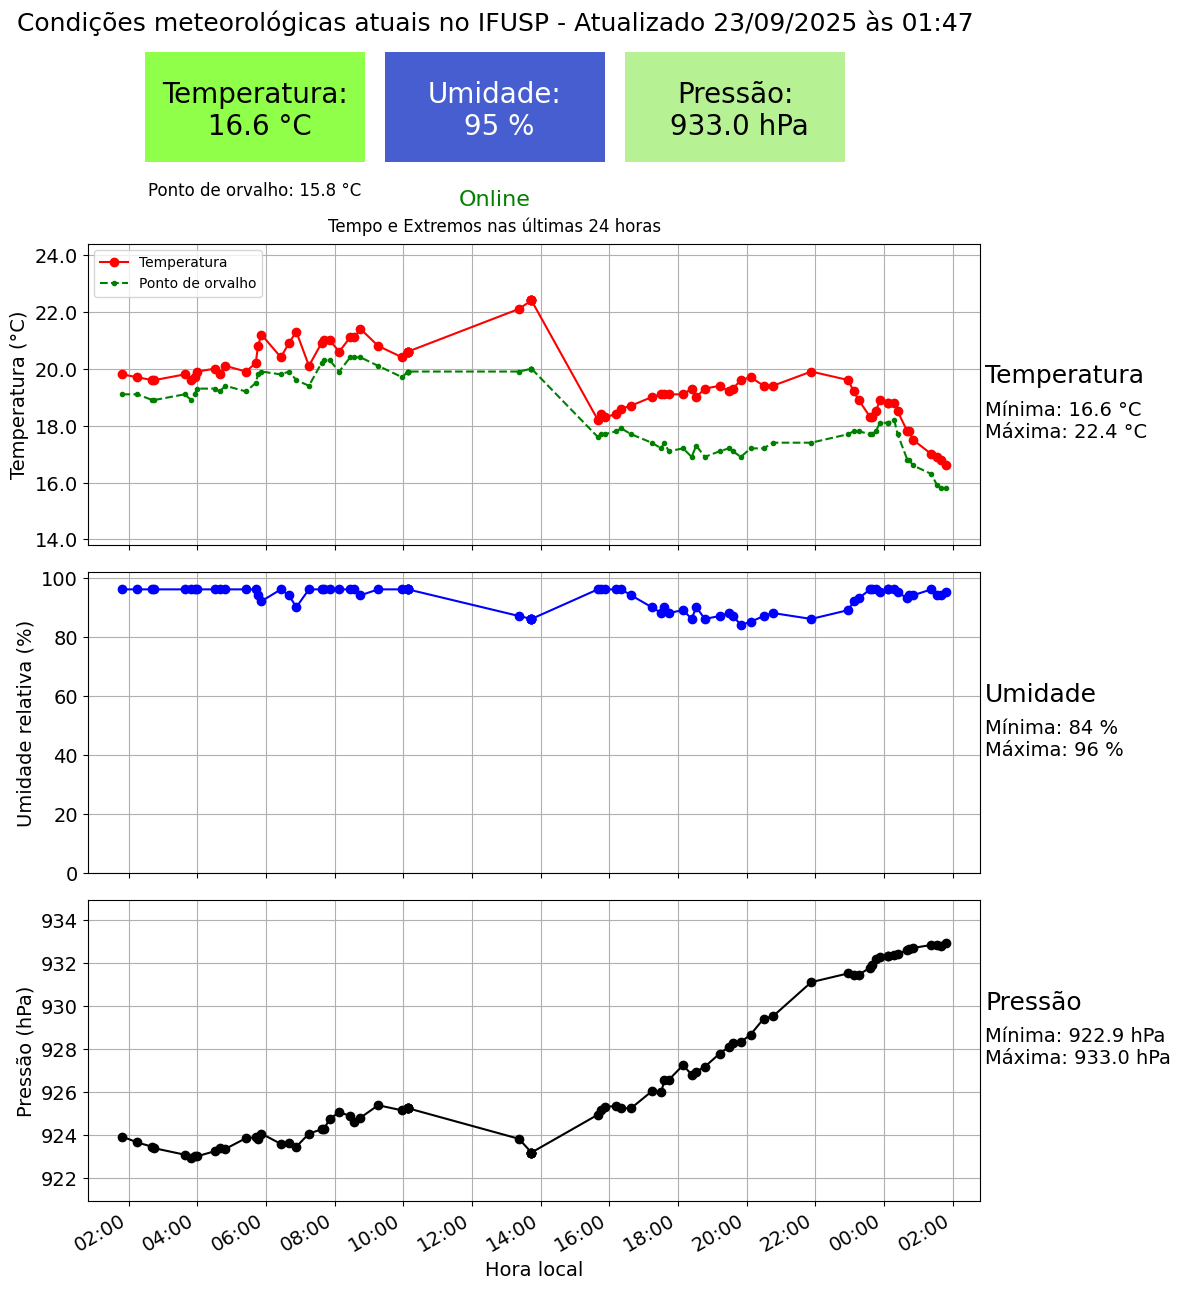 Condições meteorológicas atuais no IFUSP - Atualizado 23/09/2025 às 01:47
Temperatura:
16.6 °C
Umidade:
95 %
Pressão:
933.0 hPa
Ponto de orvalho: 15.8 °C
Online
Tempo e Extremos nas últimas 24 horas
Temperatura
Ponto de orvalho
Temperatura (°C)
24.0
22.0
20.0
18.0
16.0
14.0
Temperatura
Mínima: 16.6 °C
Máxima: 22.4 °C
Umidade relativa (%)
100
80
60
40
20
0
Umidade
Mínima: 84 %
Máxima: 96 %
Pressão (hPa)
934
932
930
928
926
924
922
Pressão
Mínima: 922.9 hPa
Máxima: 933.0 hPa
02:00 04:00 06:00 08:00 10:00 12:00 14:00 16:00 18:00 20:00 22:00 00:00 02:00
Hora local